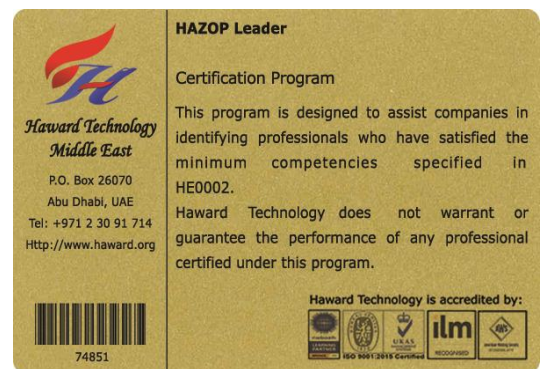 HAZOP Leader
Certification Program
This program is designed to assist companies in
identifying professionals who have satisfied the
minimum competencies specified in
HE0002.
Haward Technology does not warrant or
guarantee the performance of any professional
certified under this program.
H
Haward Technology
Middle East
P.O. Box 26070
Abu Dhabi, UAE
Tel: +971 2 30 91 714
Http://www.haward.org
74851
Haward Technology is accredited by:
UKAS
ilm
RECOGNISED
ISO 9001:2015 Certified